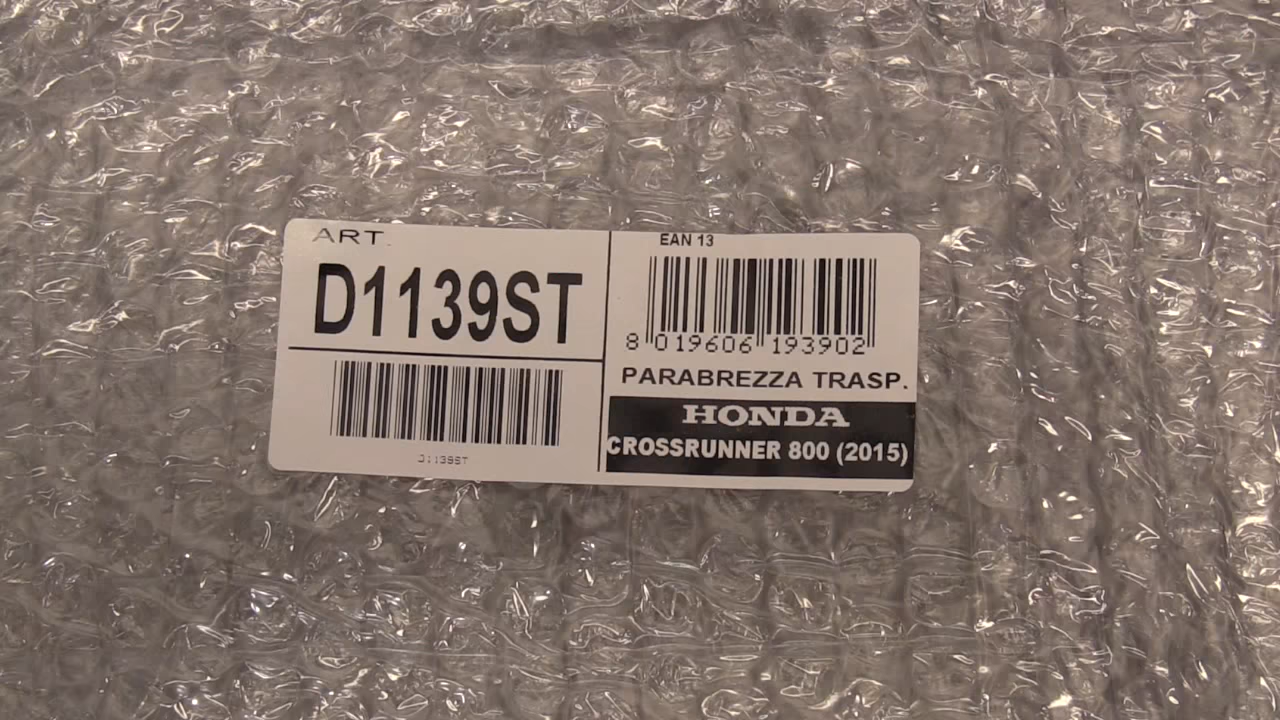 ART.
D1139ST
D1139ST
EAN 13
8 019606 193902
PARABREZZA TRASP.
HONDA
CROSSRUNNER 800 (2015)